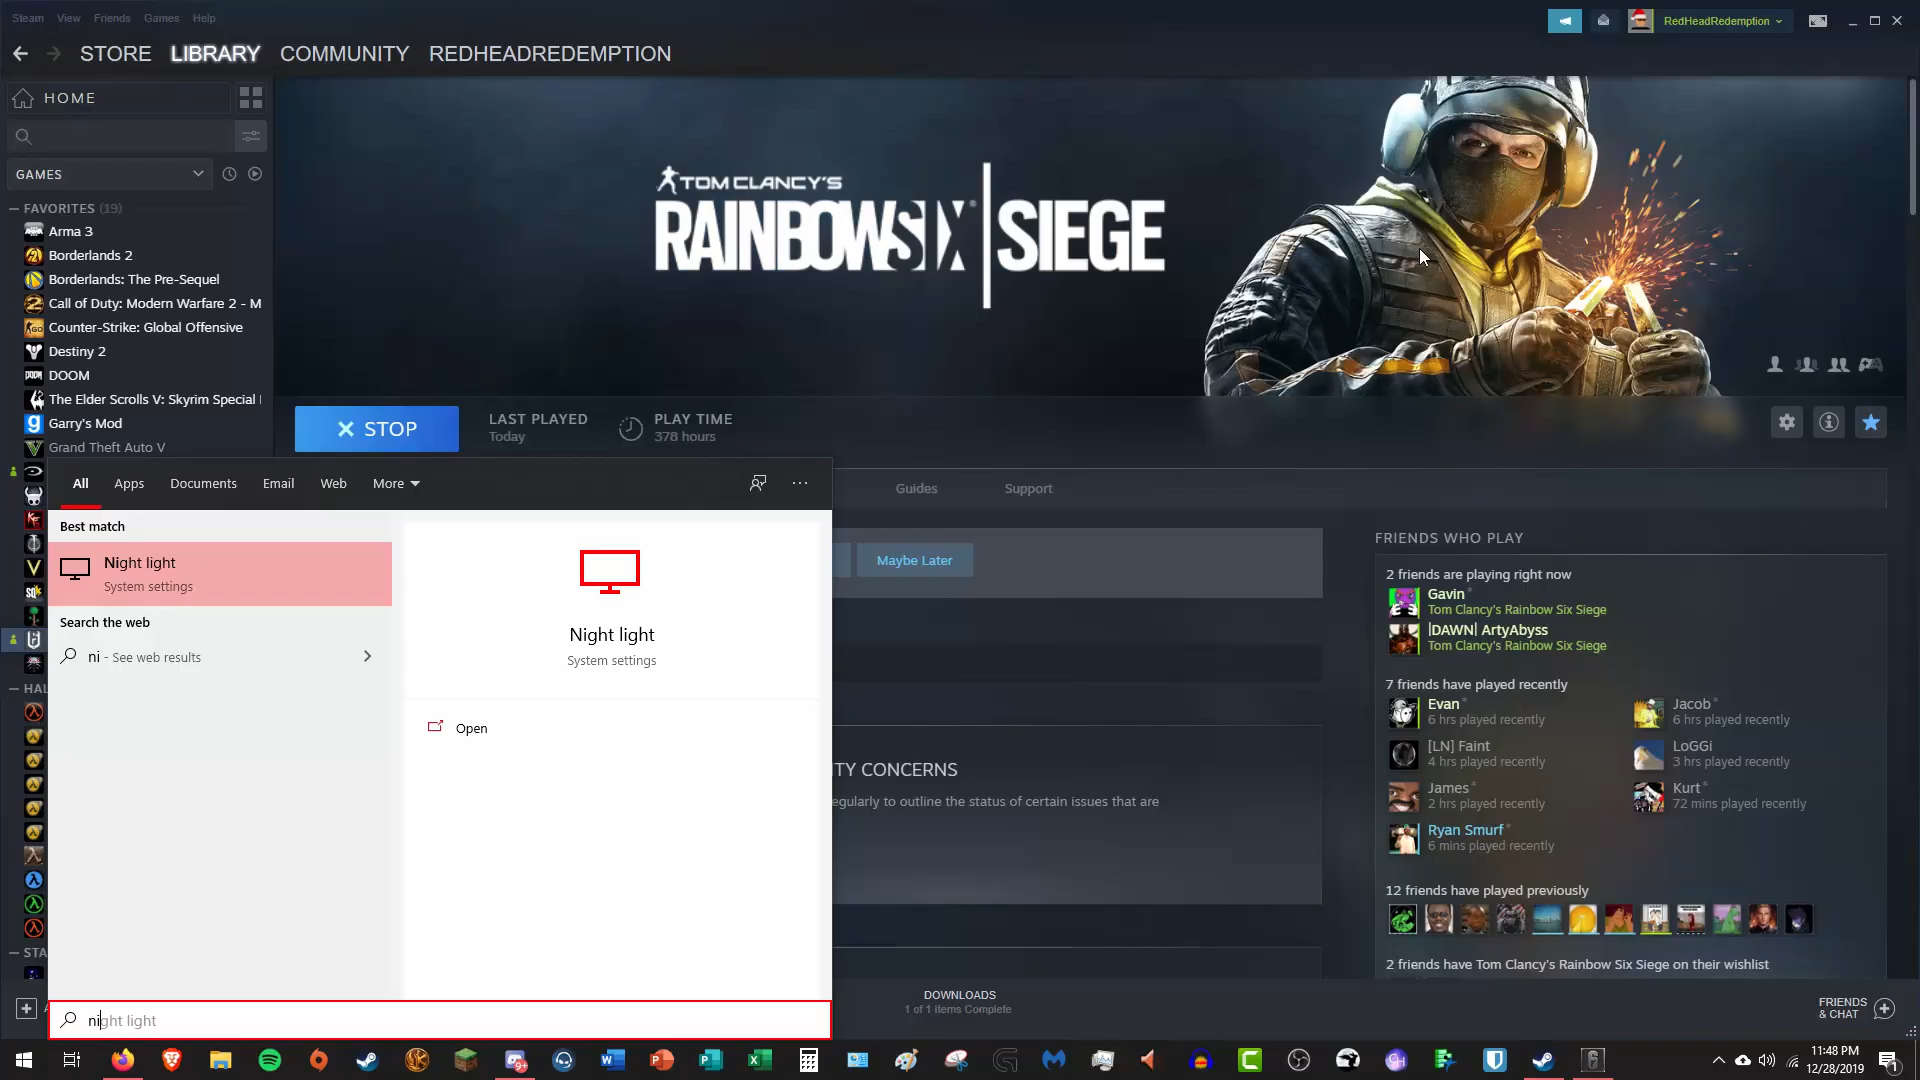 Steam View Friends Games Help
RedHeadRedemption
STORE LIBRARY COMMUNITY REDHEADREDEMPTION
HOME
GAMES
FAVORITES (19)
Arma 3
Borderlands 2
Borderlands: The Pre-Sequel
Call of Duty: Modern Warfare 2 - M
Counter-Strike: Global Offensive
Destiny 2
DOOM
The Elder Scrolls V: Skyrim Special
Garry's Mod
Grand Theft Auto V
HAL
STA
TOM CLANCY'S
RAINBOWSIX | SIEGE
STOP
LAST PLAYED
Today
PLAY TIME
378 hours
Guides Support
Maybe Later
TY CONCERNS
egularly to outline the status of certain issues that are
FRIENDS WHO PLAY
2 friends are playing right now
Gavin*
Tom Clancy's Rainbow Six Siege
|DAWN| ArtyAbyss
Tom Clancy's Rainbow Six Siege
7 friends have played recently
Evan*
6 hrs played recently
Jacob*
6 hrs played recently
[LN] Faint
4 hrs played recently
LoGGi
3 hrs played recently
James*
2 hrs played recently
Kurt*
72 mins played recently
Ryan Smurf*
6 mins played recently
12 friends have played previously
2 friends have Tom Clancy's Rainbow Six Siege on their wishlist
All Apps Documents Email Web More
Best match
Night light
System settings
Search the web
ni - See web results
Night light
System settings
Open
night light
DOWNLOADS
1 of 1 Items Complete
FRIENDS
& CHAT
11:48 PM
12/28/2019